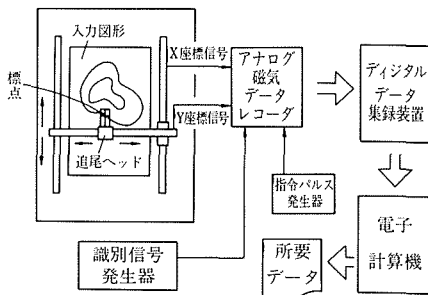 入力図形
標
点
追尾ヘッド
X座標信号
Y座標信号
アナログ
磁気
データ
レコーダ
ディジタル
データ
集録装置
指令パルス
発生器
識別信号
発生器
電子
計算機
所要
データ